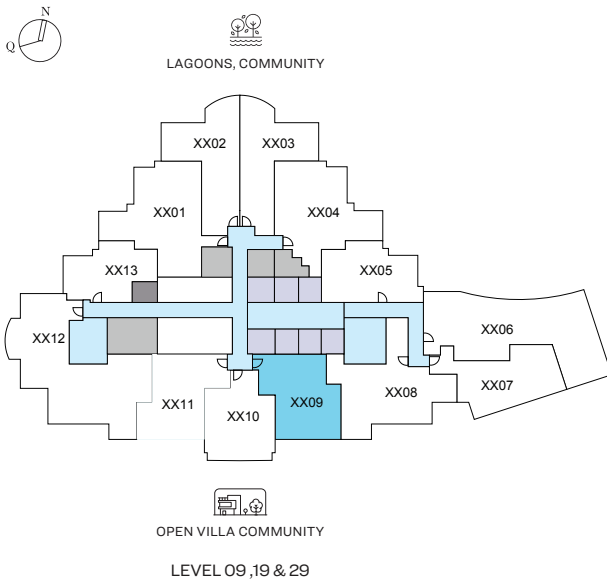 N
Q
LAGOONS, COMMUNITY
XX02 XX03
XX01 XX04
XX13 XX05
XX12 XX06
XX11 XX10 XX09 XX08 XX07
OPEN VILLA COMMUNITY
LEVEL 09 ,19 & 29